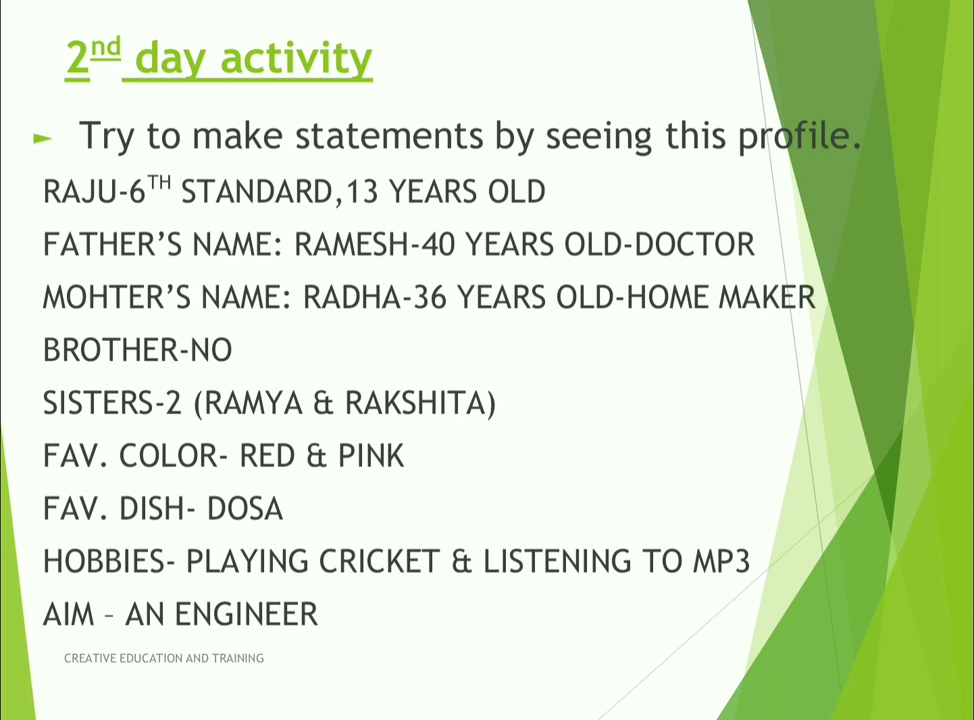 2nd day activity
► Try to make statements by seeing this profile.
RAJU-6TH STANDARD,13 YEARS OLD
FATHER’S NAME: RAMESH-40 YEARS OLD-DOCTOR
MOHTER’S NAME: RADHA-36 YEARS OLD-HOME MAKER
BROTHER-NO
SISTERS-2 (RAMYA & RAKSHITA)
FAV. COLOR- RED & PINK
FAV. DISH- DOSA
HOBBIES- PLAYING CRICKET & LISTENING TO MP3
AIM – AN ENGINEER
CREATIVE EDUCATION AND TRAINING